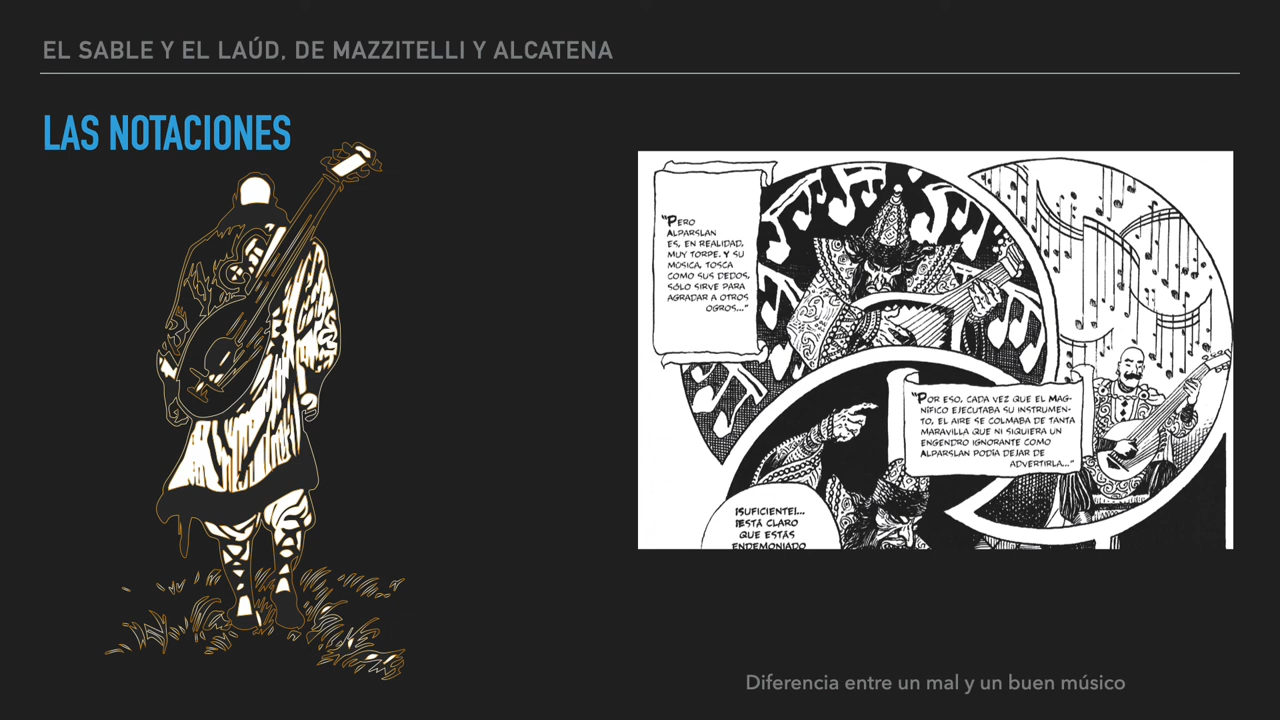 EL SABLE Y EL LAÚD, DE MAZZITELLI Y ALCATENA
LAS NOTACIONES
"PERO
ALPARSLAN
ES, EN REALIDAD,
MUY TORPE. Y SU
MÚSICA, TOSCA
COMO SUS DEDOS,
SÓLO SIRVE PARA
AGRADAR A OTROS
OGROS..."
"POR ESO, CADA VEZ QUE EL MAG-
NÍFICO EJECUTABA SU INSTRUMEN-
TO, EL AIRE SE COLMABA DE TANTA
MARAVILLA QUE NI SIQUIERA UN
ENGENDRO IGNORANTE COMO
ALPARSLAN PODÍA DEJAR DE
ADVERTIRLA..."
¡SUFICIENTE!...
¡ESTÁ CLARO
QUE ESTÁS
ENDEMONIADO
Diferencia entre un mal y un buen músico